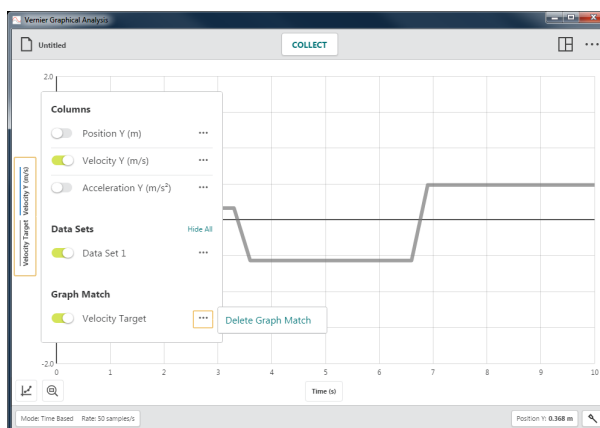 Vernier Graphical Analysis
Untitled
COLLECT
2.0
Columns
Position Y (m)
Velocity Y (m/s)
Acceleration Y (m/s²)
Data Sets
Hide All
Data Set 1
Graph Match
Velocity Target
Delete Graph Match
Velocity Target Velocity Y (m/s)
-2.0
0 1 2 3 4 5 6 7 8 9 10
Time (s)
Mode: Time Based Rate: 50 samples/s
Position Y: 0.368 m